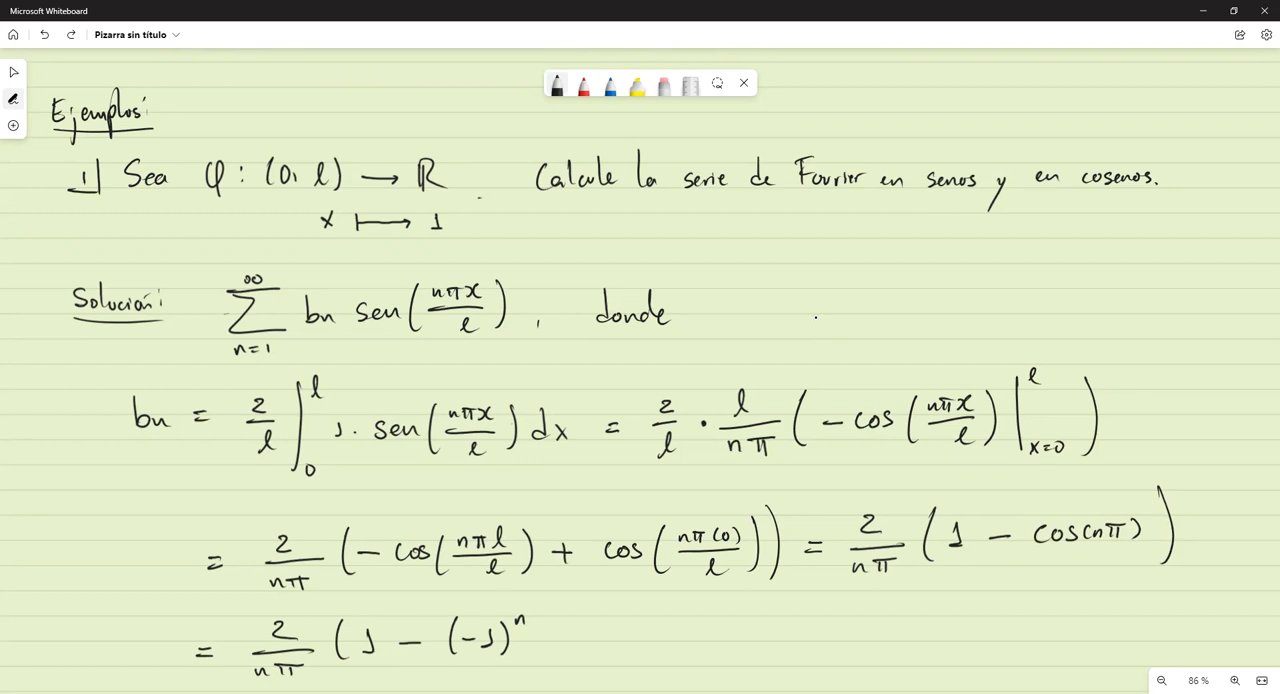 Microsoft Whiteboard
Pizarra sin título
Ejemplos:
1] Sea φ : (0, l) → ℝ. Calcule la serie de Fourier en senos y en cosenos.
x ↦ 1
Solución: ∑_{n=1}^{∞} bn sen(nπx/l), donde
bn = 2/l ∫_0^l 1·sen(nπx/l) dx = 2/l · l/nπ (−cos(nπx/l)|_{x=0}^{l})
= 2/nπ (−cos(nπl/l) + cos(nπ(0)/l)) = 2/nπ (1 − cos(nπ))
= 2/nπ (1 − (−1)^n
86 %